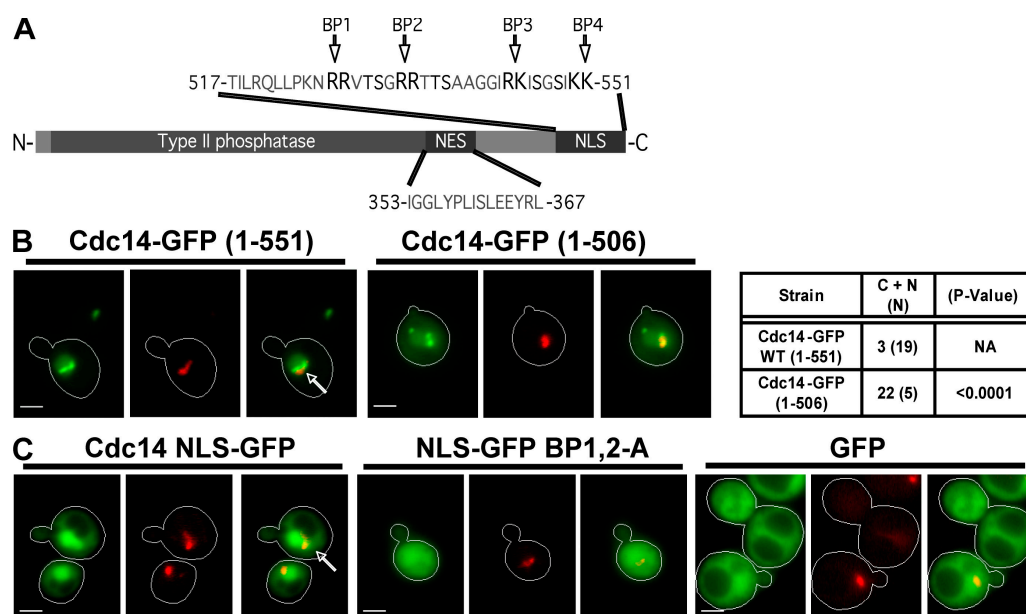 A
BP1 BP2 BP3 BP4
517-TILRQLLPKNRRVTSGRRTTSAAGGIRKISGSIKK-551
N- Type II phosphatase NES NLS -C
353-IGGLYPLISLEEYRL-367
B
Cdc14-GFP (1-551) Cdc14-GFP (1-506)
Strain C + N (N) (P-Value)
Cdc14-GFP WT (1-551) 3 (19) NA
Cdc14-GFP (1-506) 22 (5) <0.0001
C
Cdc14 NLS-GFP NLS-GFP BP1,2-A GFP